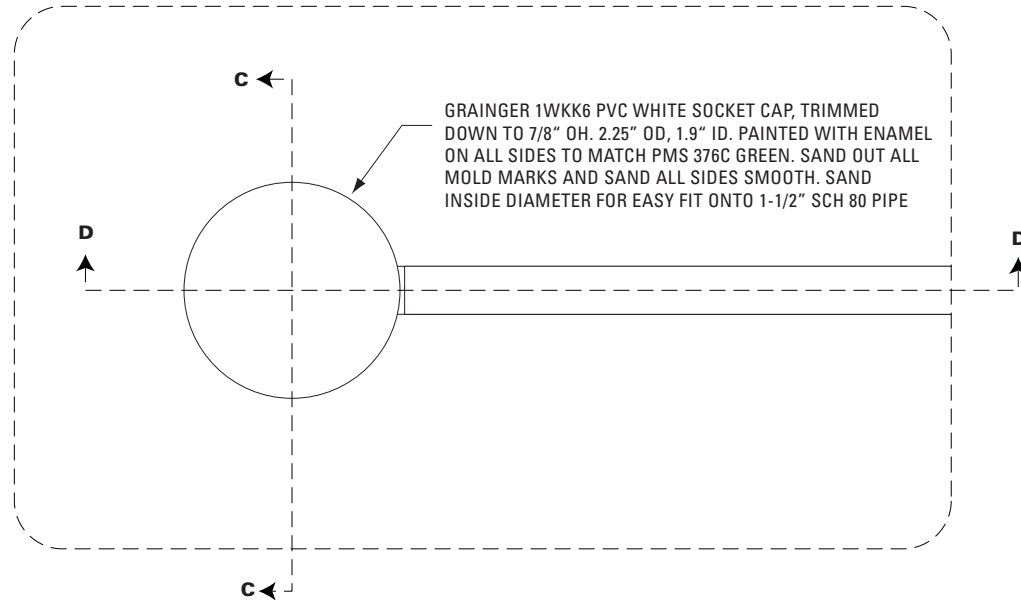 C
GRAINGER 1WKK6 PVC WHITE SOCKET CAP, TRIMMED
DOWN TO 7/8“ OH. 2.25” OD, 1.9“ ID. PAINTED WITH ENAMEL
ON ALL SIDES TO MATCH PMS 376C GREEN. SAND OUT ALL
MOLD MARKS AND SAND ALL SIDES SMOOTH. SAND
INSIDE DIAMETER FOR EASY FIT ONTO 1-1/2” SCH 80 PIPE
D
D
C